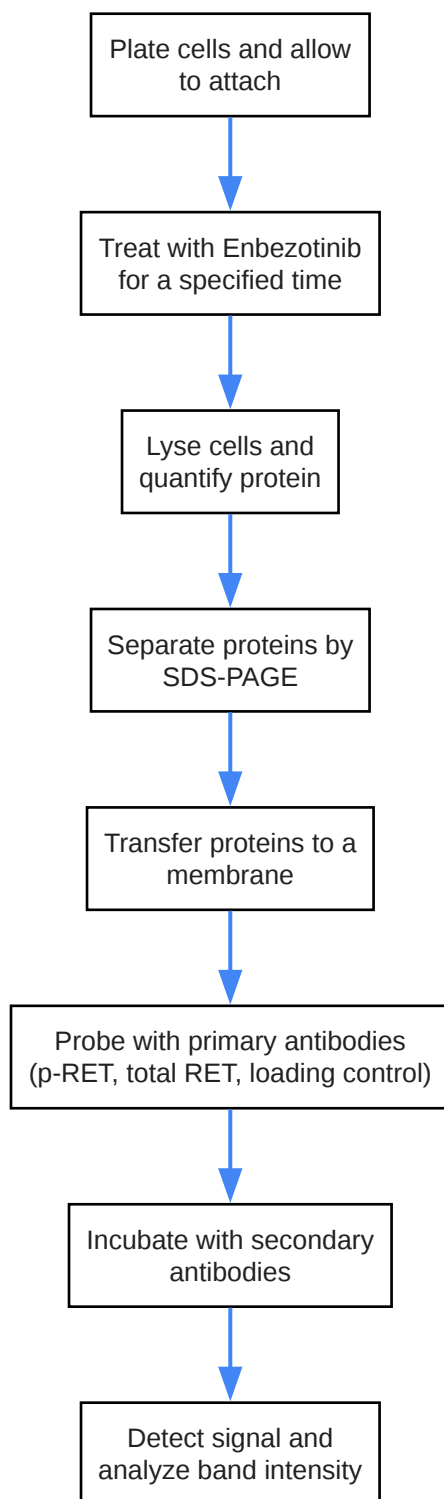 Plate cells and allow
to attach
Treat with Enbezotinib
for a specified time
Lyse cells and
quantify protein
Separate proteins by
SDS-PAGE
Transfer proteins to a
membrane
Probe with primary antibodies
(p-RET, total RET, loading control)
Incubate with secondary
antibodies
Detect signal and
analyze band intensity